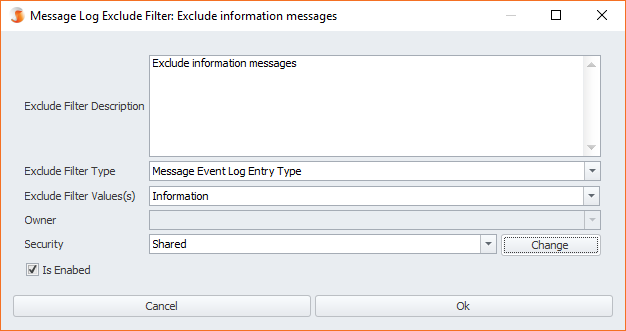 Message Log Exclude Filter: Exclude information messages
Exclude Filter Description
Exclude information messages
Exclude Filter Type
Message Event Log Entry Type
Exclude Filter Values(s)
Information
Owner
Security
Shared
Change
Is Enabed
Cancel
Ok